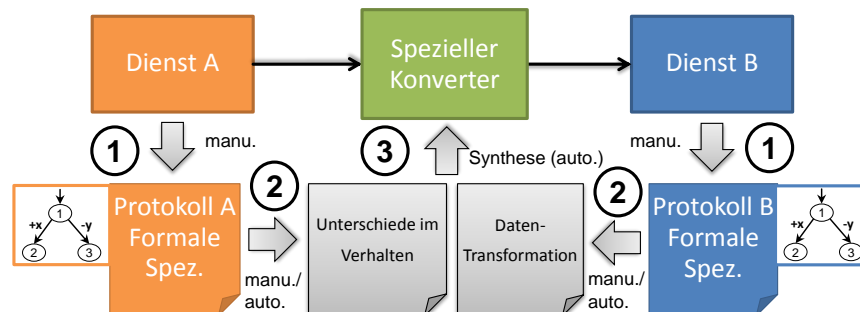 Dienst A
Spezieller
Konverter
Dienst B
1
manu.
3
Synthese (auto.)
manu.
1
+x
1
-y
2
3
Protokoll A
Formale
Spez.
2
manu./
auto.
Unterschiede im
Verhalten
Daten-
Transformation
2
manu./
auto.
Protokoll B
Formale
Spez.
+x
1
-y
2
3